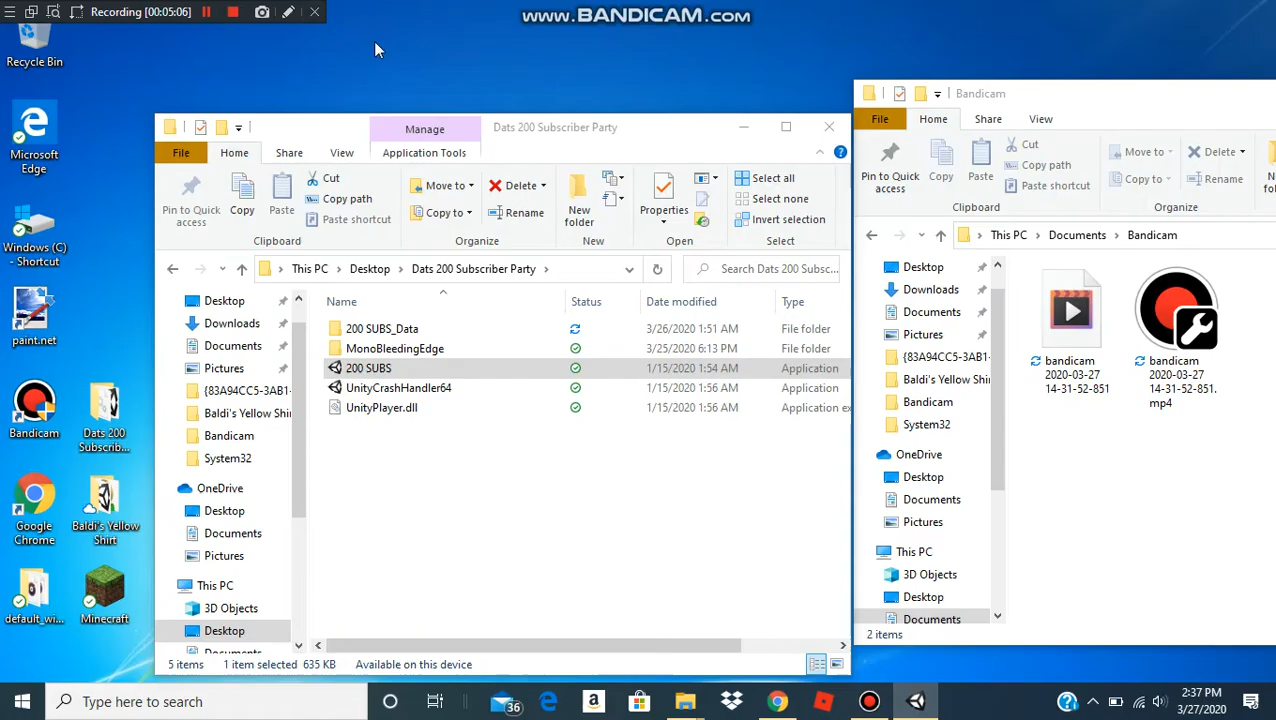 Recording [00:05:06]
www.BANDICAM.com
Recycle Bin
Microsoft
Edge
Windows (C)
- Shortcut
paint.net
Bandicam
Dats 200
Subscrib...
Google
Chrome
Baldi's Yellow
Shirt
default_wi...
Minecraft
Manage
Dats 200 Subscriber Party
File
Home
Share
View
Application Tools
Pin to Quick
access
Copy
Paste
Cut
Copy path
Paste shortcut
Clipboard
Move to
Copy to
Delete
Rename
Organize
New
folder
New
Properties
Open
Select all
Select none
Invert selection
Select
This PC
Desktop
Dats 200 Subscriber Party
Search Dats 200 Subsc...
Desktop
Downloads
Documents
Pictures
{83A94CC5-3AB1-
Baldi's Yellow Shi
Bandicam
System32
OneDrive
Desktop
Documents
Pictures
This PC
3D Objects
Desktop
Name
Status
Date modified
Type
200 SUBS_Data
3/26/2020 1:51 AM
File folder
MonoBleedingEdge
3/25/2020 6:13 PM
File folder
200 SUBS
1/15/2020 1:54 AM
Application
UnityCrashHandler64
1/15/2020 1:56 AM
Application
UnityPlayer.dll
1/15/2020 1:56 AM
Application ex
5 items
1 item selected 635 KB
Available on this device
Bandicam
File
Home
Share
View
Pin to Quick
access
Copy
Paste
Cut
Copy path
Paste shortcut
Clipboard
Move to
Copy to
Delete
Rename
Organize
This PC
Documents
Bandicam
Desktop
Downloads
Documents
Pictures
{83A94CC5-3AB1-
Baldi's Yellow Shi
Bandicam
System32
OneDrive
Desktop
Documents
Pictures
This PC
3D Objects
Desktop
Documents
bandicam
2020-03-27
14-31-52-851
bandicam
2020-03-27
14-31-52-851.
mp4
2 items
Type here to search
36
2:37 PM
3/27/2020